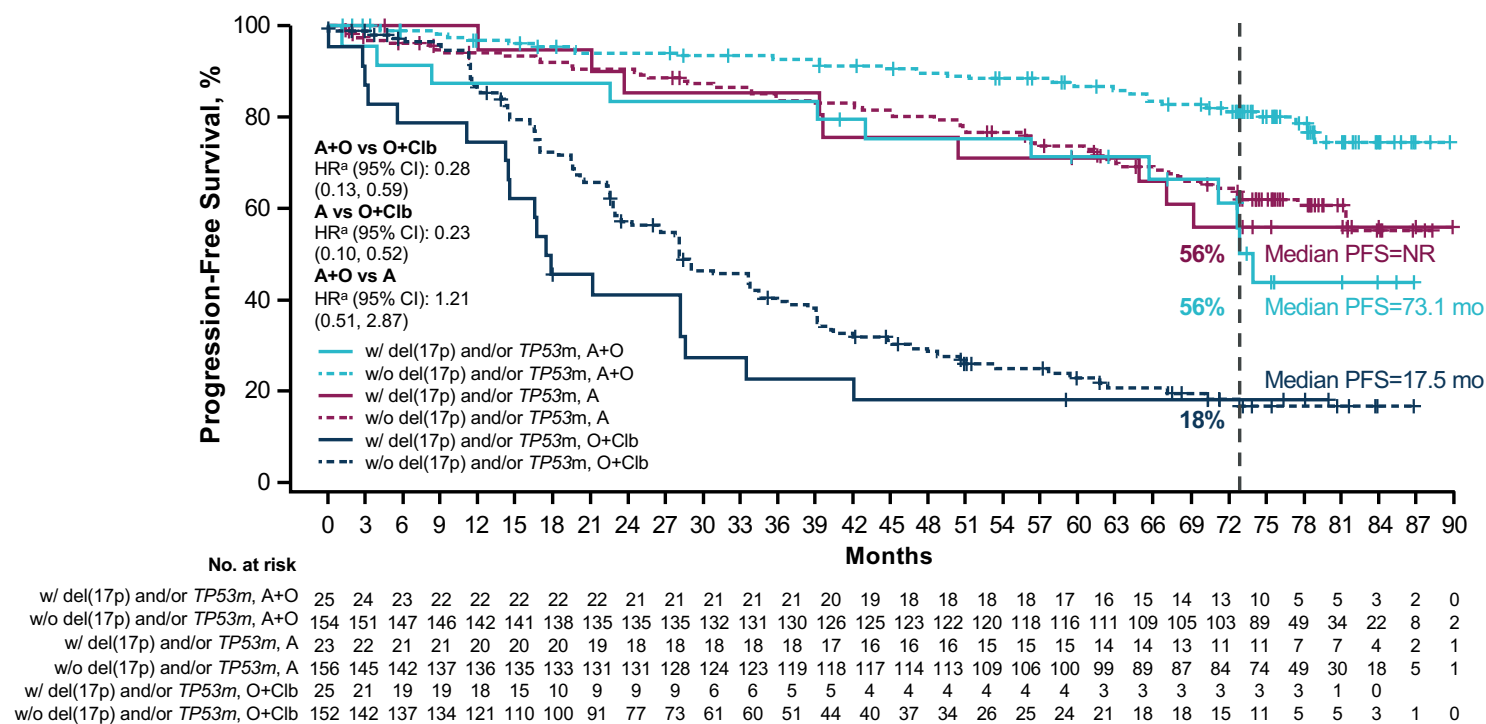 Progression-Free Survival, %
100
80
60
40
20
0
A+O vs O+Clb
HRᵃ (95% CI): 0.28
(0.13, 0.59)
A vs O+Clb
HRᵃ (95% CI): 0.23
(0.10, 0.52)
A+O vs A
HRᵃ (95% CI): 1.21
(0.51, 2.87)
w/ del(17p) and/or TP53m, A+O
w/o del(17p) and/or TP53m, A+O
w/ del(17p) and/or TP53m, A
w/o del(17p) and/or TP53m, A
w/ del(17p) and/or TP53m, O+Clb
w/o del(17p) and/or TP53m, O+Clb
56% Median PFS=NR
56% Median PFS=73.1 mo
Median PFS=17.5 mo
18%
0 3 6 9 12 15 18 21 24 27 30 33 36 39 42 45 48 51 54 57 60 63 66 69 72 75 78 81 84 87 90
Months
No. at risk
w/ del(17p) and/or TP53m, A+O 25 24 23 22 22 22 22 22 21 21 21 21 21 20 19 18 18 18 18 18 17 16 15 14 13 10 5 5 3 2 0
w/o del(17p) and/or TP53m, A+O 154 151 147 146 142 141 138 135 135 135 132 131 130 126 125 123 122 120 118 116 111 109 105 103 89 49 34 22 8 2
w/ del(17p) and/or TP53m, A 23 22 21 21 20 20 20 19 18 18 18 18 18 17 16 16 16 15 15 15 14 14 13 11 11 7 7 4 2 1
w/o del(17p) and/or TP53m, A 156 145 142 137 136 135 133 131 131 128 124 123 119 118 117 114 113 109 106 100 99 89 87 84 74 49 30 18 5 1
w/ del(17p) and/or TP53m, O+Clb 25 21 19 19 18 15 10 9 9 9 6 6 5 5 4 4 4 4 4 4 3 3 3 3 3 3 1 0
w/o del(17p) and/or TP53m, O+Clb 152 142 137 134 121 110 100 91 77 73 61 60 51 44 40 37 34 26 25 24 21 18 18 15 11 5 5 3 1 0